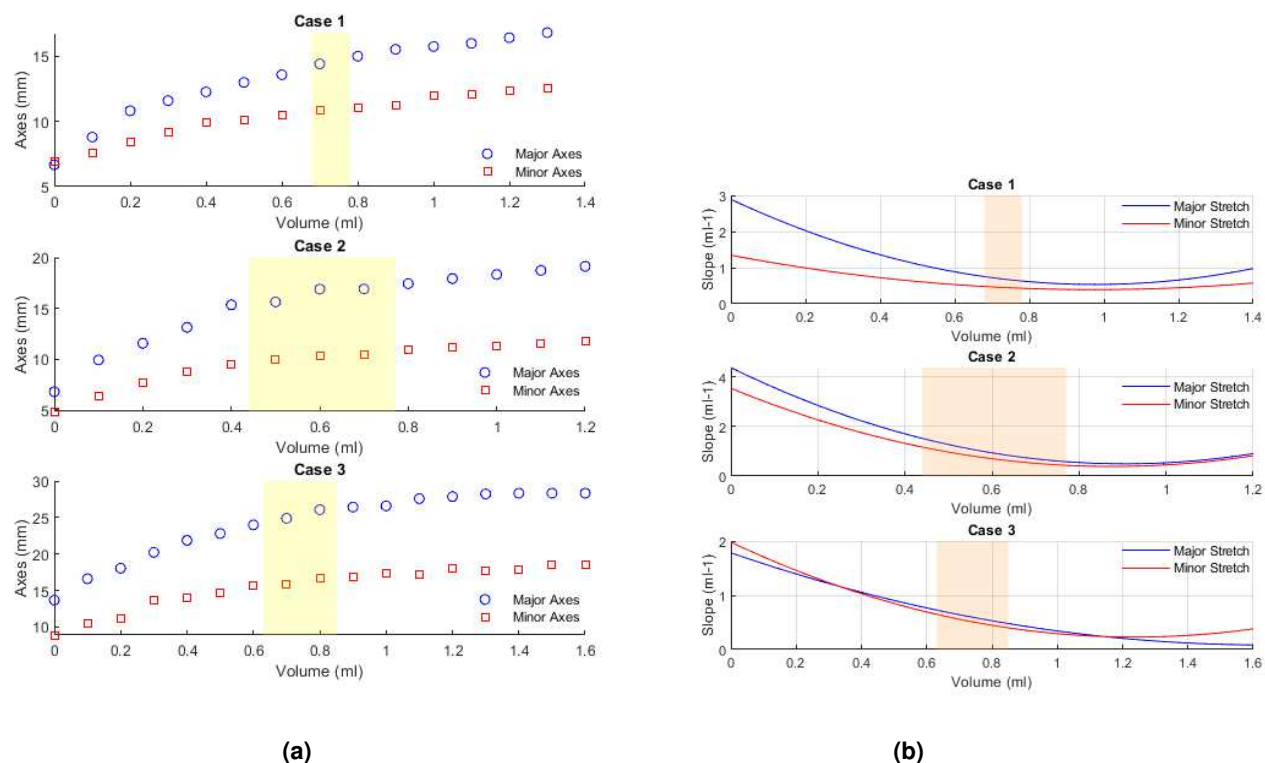 Case 1
15
10
5
Axes (mm)
0 0.2 0.4 0.6 0.8 1 1.2 1.4
Volume (ml)
Major Axes
Minor Axes
Case 2
20
15
10
5
Axes (mm)
0 0.2 0.4 0.6 0.8 1 1.2
Volume (ml)
Major Axes
Minor Axes
Case 3
30
25
20
15
10
Axes (mm)
0 0.2 0.4 0.6 0.8 1 1.2 1.4 1.6
Volume (ml)
Major Axes
Minor Axes
(a)
Case 1
3
2
1
0
Slope (ml-1)
0 0.2 0.4 0.6 0.8 1 1.2 1.4
Volume (ml)
Major Stretch
Minor Stretch
Case 2
4
2
0
Slope (ml-1)
0 0.2 0.4 0.6 0.8 1 1.2
Volume (ml)
Major Stretch
Minor Stretch
Case 3
2
1
0
Slope (ml-1)
0 0.2 0.4 0.6 0.8 1 1.2 1.4 1.6
Volume (ml)
Major Stretch
Minor Stretch
(b)